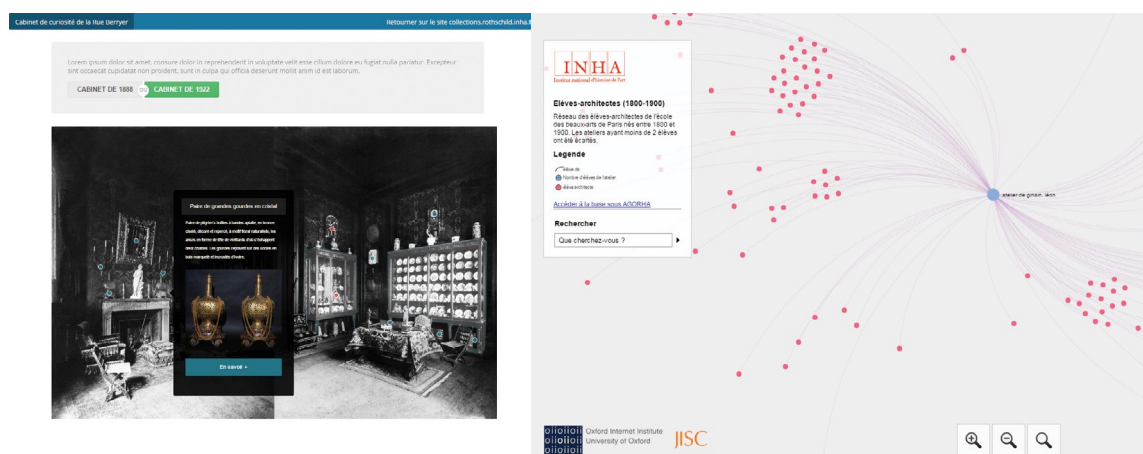 Cabinet de curiosité de la Rue Berryer
Retourner sur le site collections.rothschild.inha.f
Lorem ipsum dolor sit amet, consure dolor in reprehenderit in voluptate velit esse cillum dolore eu fugiat nulla pariatur. Excepteur
sint occaecat cupidatat non proident, sunt in culpa qui officia deserunt mollit anim id est laborum.
CABINET DE 1888 ou CABINET DE 1922
Paire de grandes gourdes en cristal
En savoir +
INHA
Institut national d'histoire de l'art
Elèves-architectes (1800-1900)
Réseau des élèves-architectes de l'école
des beaux-arts de Paris nés entre 1800 et
1900. Les ateliers ayant moins de 2 élèves
ont été écartés.
Legende
élève de
Nombre d'élèves de l'atelier
élève architecte
Accéder à la base sous AGORHA
Rechercher
Que cherchez-vous ?
atelier de ginain, léon
oiioiioii Oxford Internet Institute
oiioiioii University of Oxford
oiioiioii
JISC